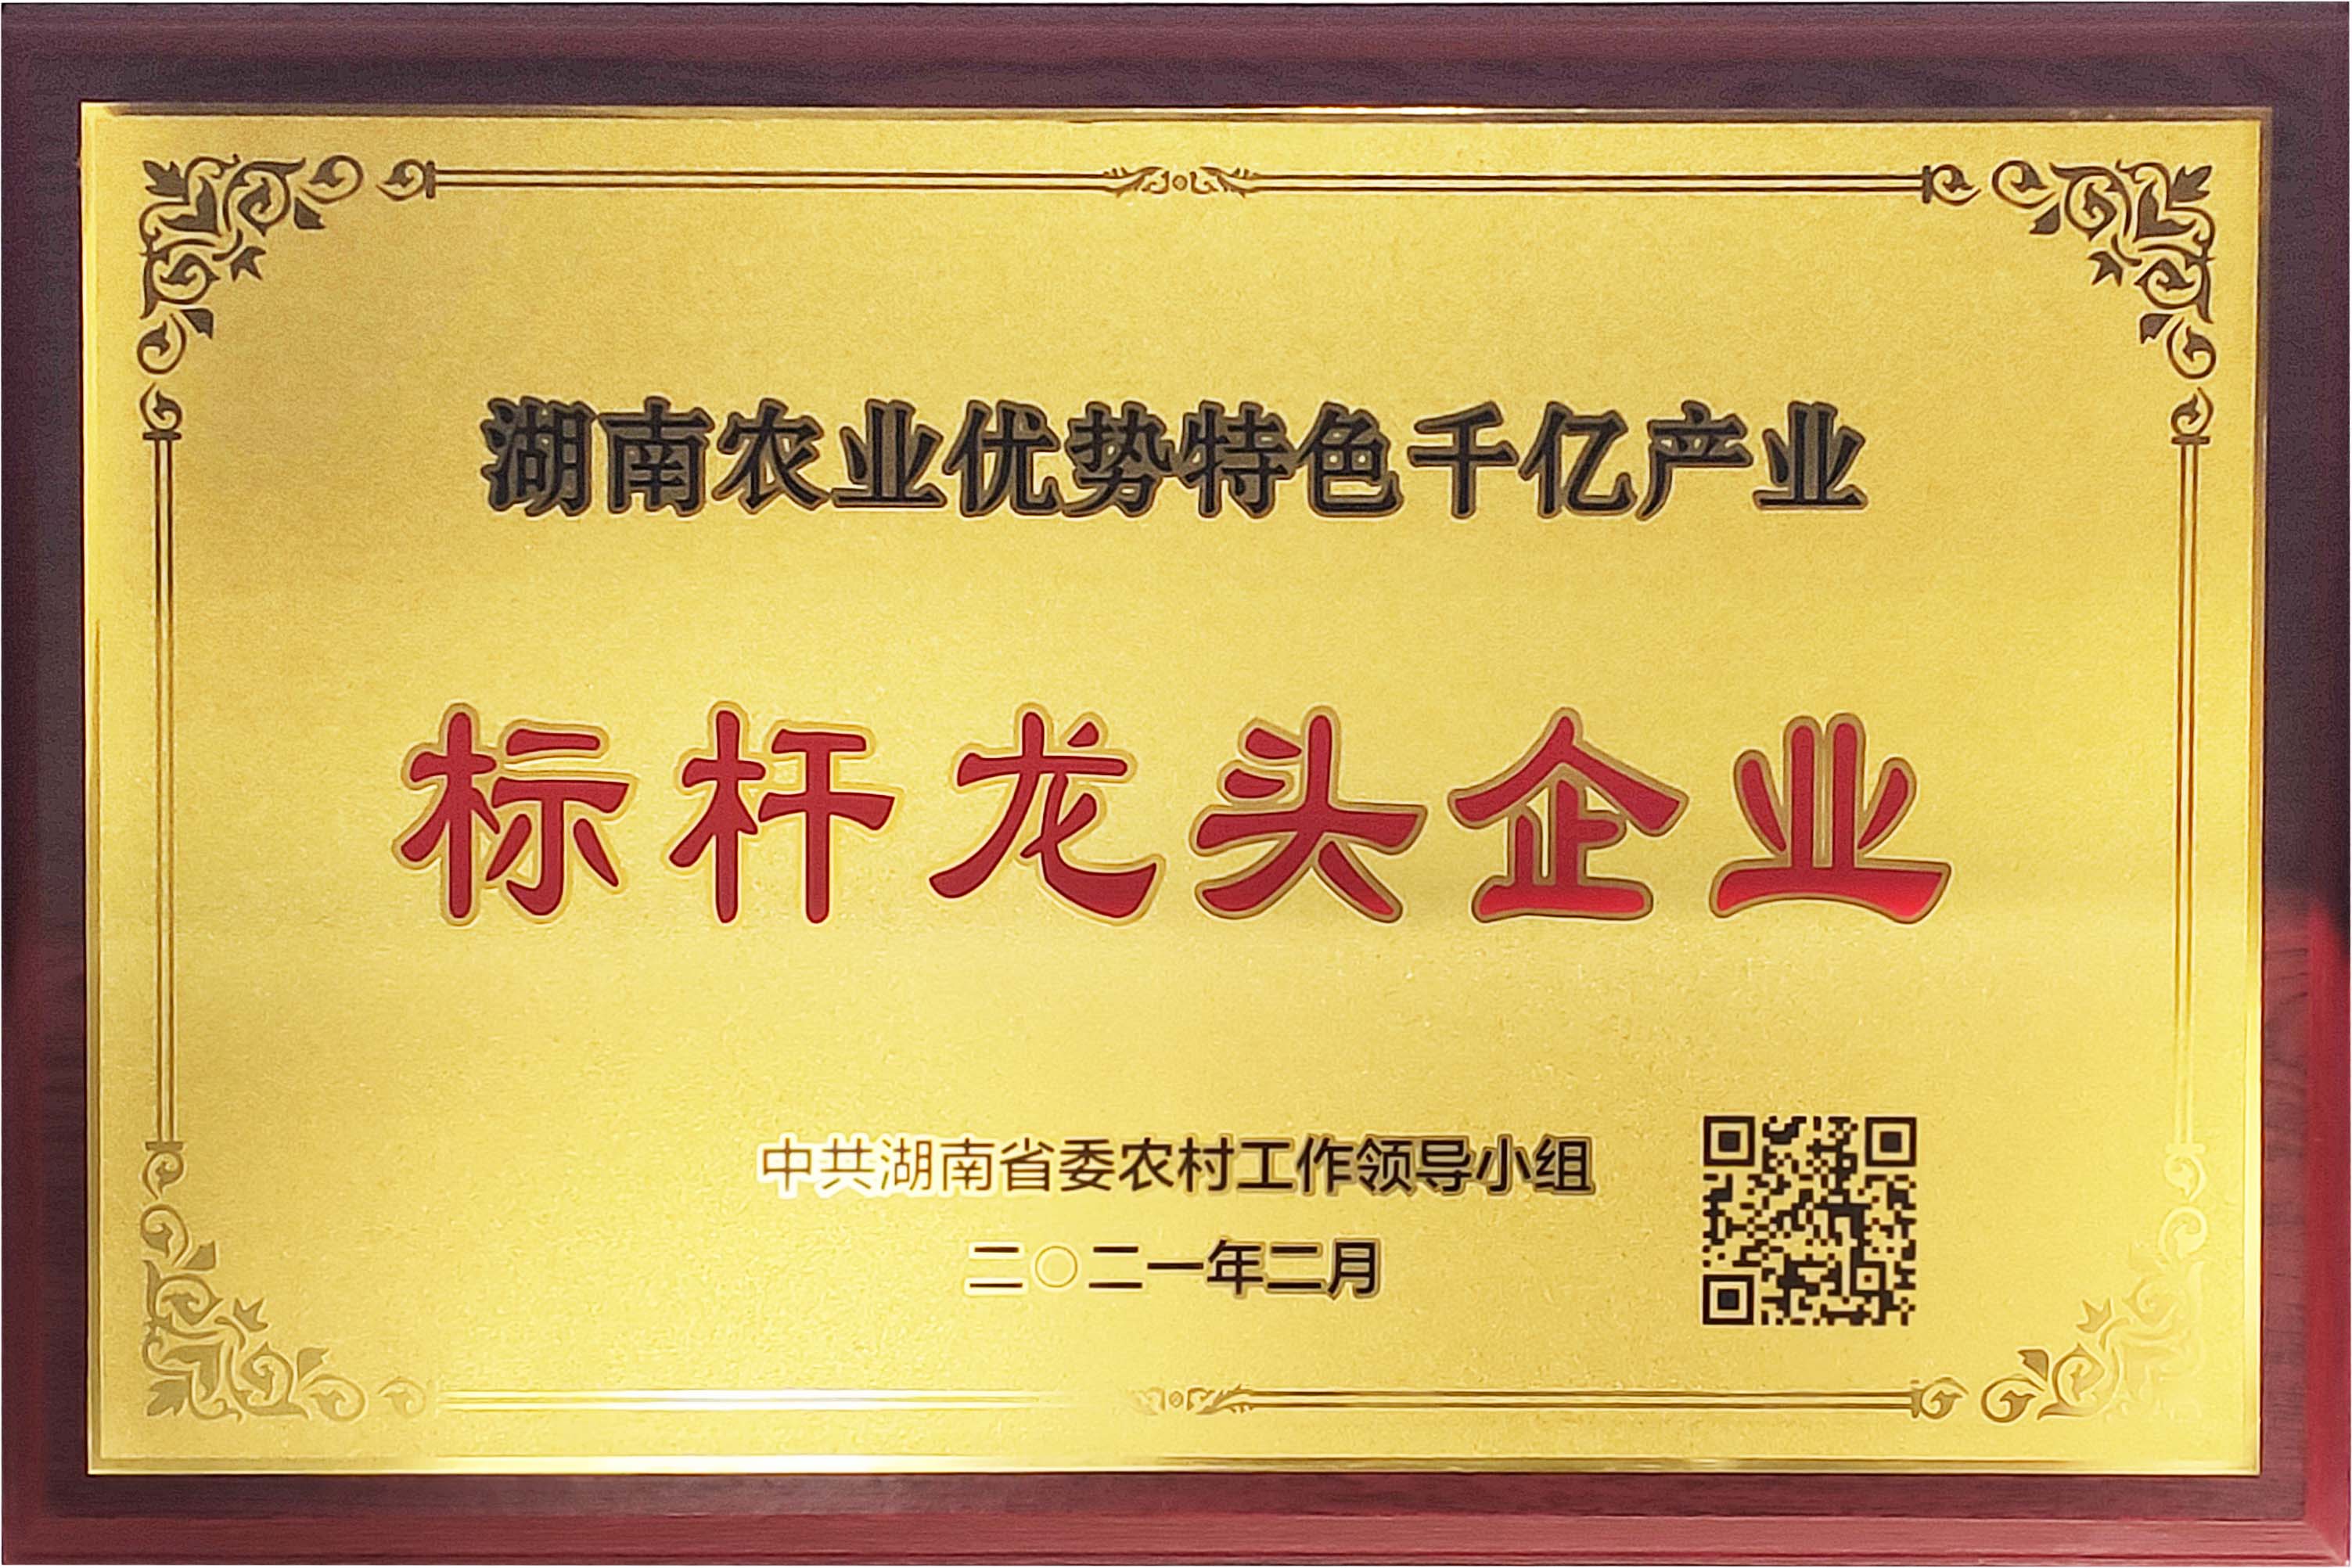 湖南农业优势特色千亿产业
标杆龙头企业
中共湖南省委农村工作领导小组
二〇二一年二月